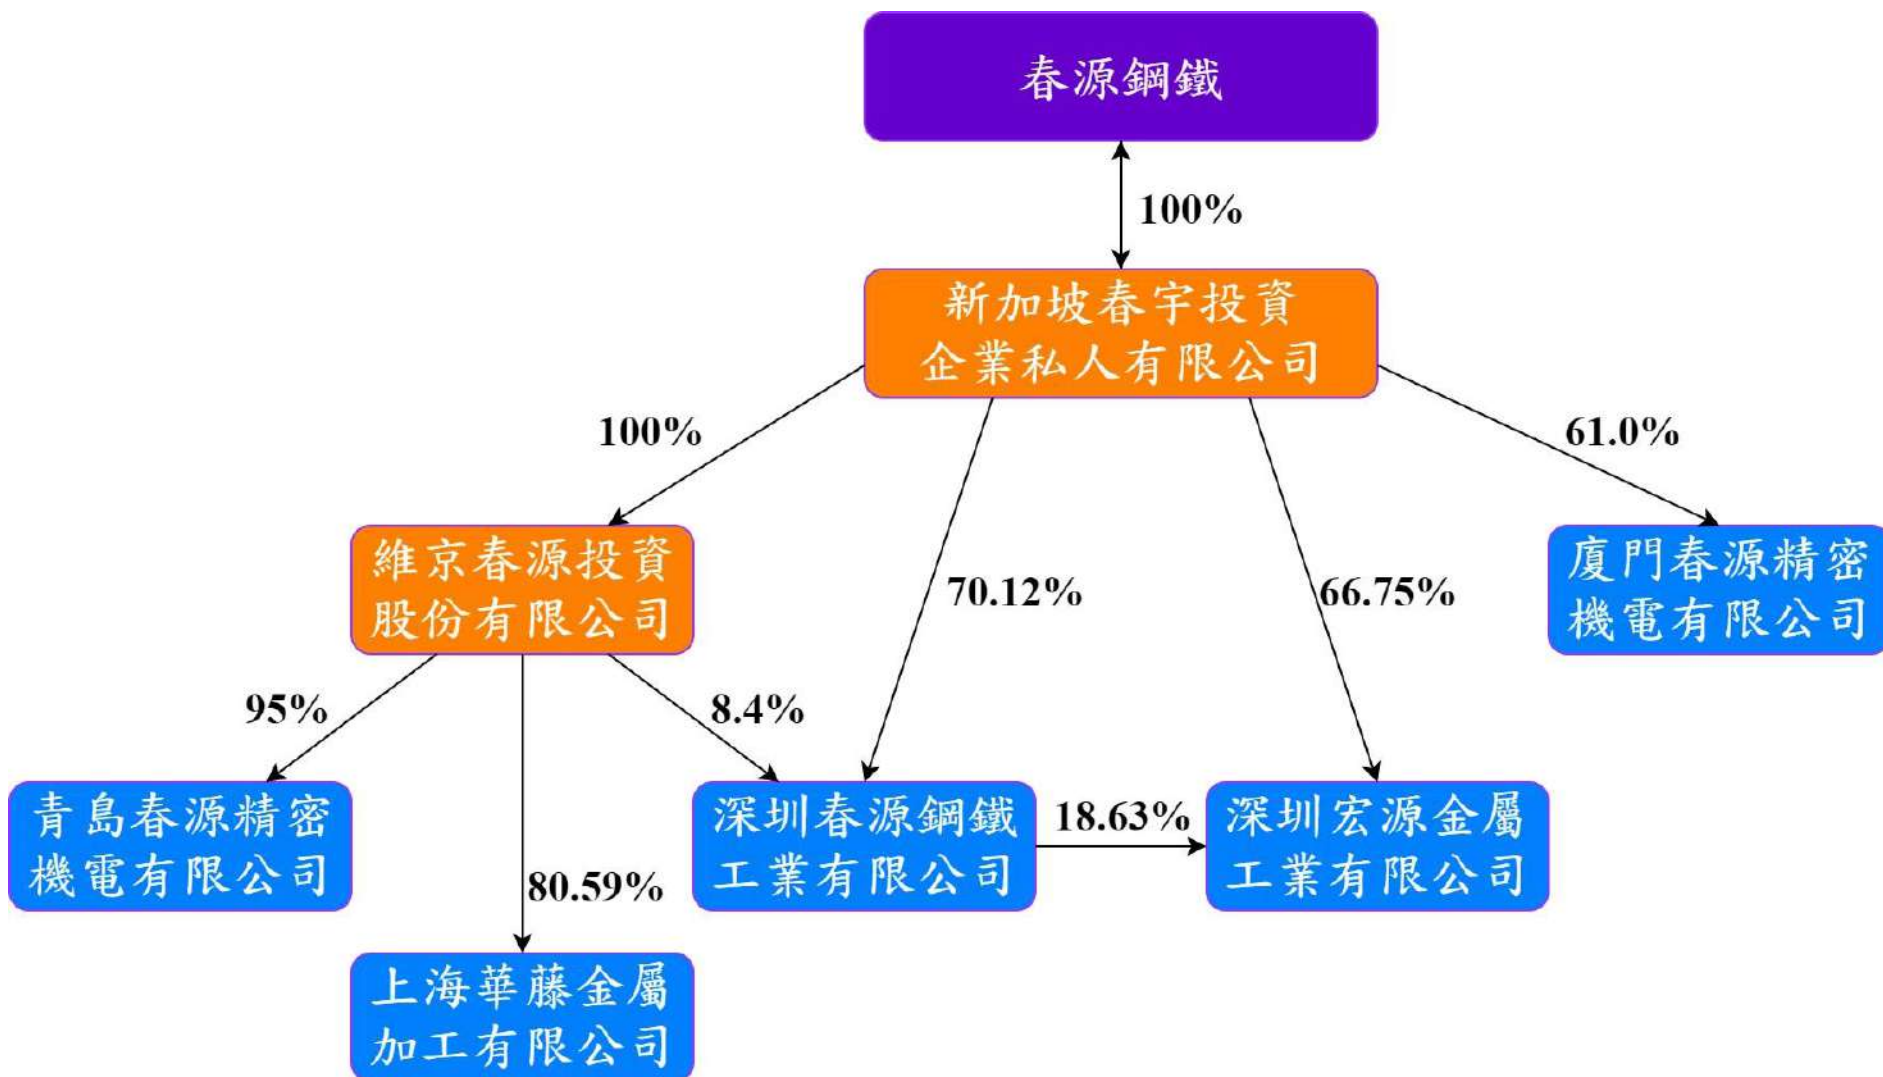 春源鋼鐵
100%
新加坡春宇投資
企業私人有限公司
100%
61.0%
維京春源投資
股份有限公司
70.12%
66.75%
廈門春源精密
機電有限公司
95%
8.4%
青島春源精密
機電有限公司
80.59%
深圳春源鋼鐵
工業有限公司
18.63%
深圳宏源金屬
工業有限公司
上海華藤金屬
加工有限公司